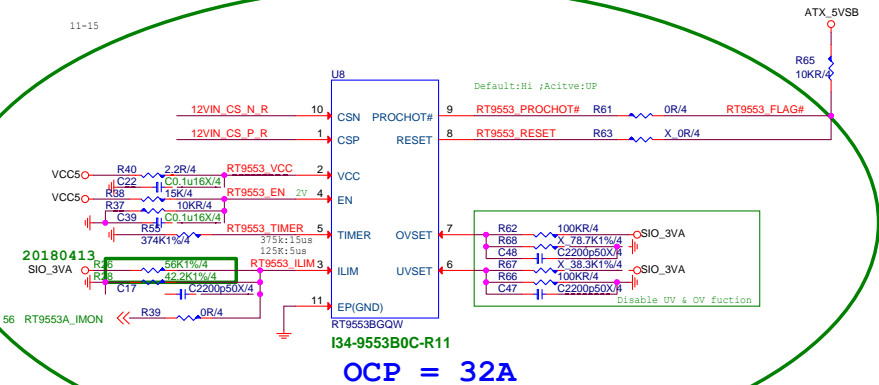 11-15
ATX_5VSB
R65
10KR/4
U8
Default:Hi ;Acitve:UP
12VIN_CS_N_R
10
CSN
PROCHOT#
9
RT9553_PROCHOT#
R61
0R/4
RT9553_FLAG#
12VIN_CS_P_R
1
CSP
RESET
8
RT9553_RESET
R63
X_0R/4
VCC5
R40
2.2R/4
RT9553_VCC
2
VCC
C22
C0.1u16X/4
VCC5
R38
15K/4
RT9553_EN
2V
4
EN
R37
10KR/4
C39
C0.1u16X/4
R55
374K1%/4
RT9553_TIMER
5
TIMER
375k:15us
125K:5us
OVSET
7
R62
100KR/4
SIO_3VA
R68
X_78.7K1%/4
C48
C2200p50X/4
20180413
SIO_3VA
R26
56K1%/4
RT9553_ILIM
3
ILIM
UVSET
6
R67
X_38.3K1%/4
SIO_3VA
R28
42.2K1%/4
R66
100KR/4
C17
C2200p50X/4
C47
C2200p50X/4
Disable UV & OV fuction
11
EP(GND)
56
RT9553A_IMON
R39
0R/4
RT9553BGQW
I34-9553B0C-R11
OCP = 32A